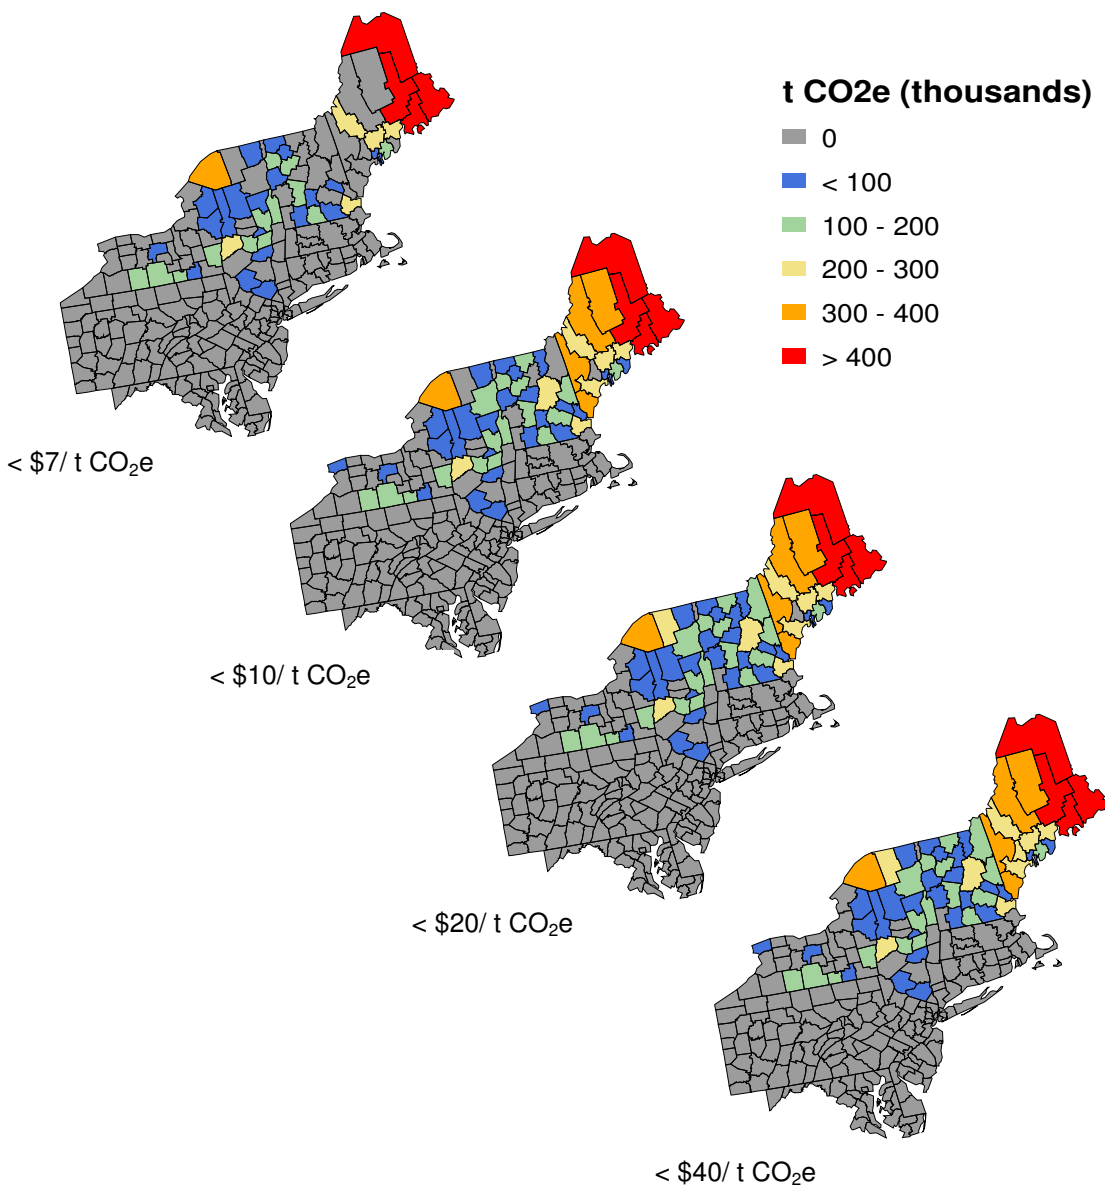 t CO2e (thousands)
0
< 100
100 - 200
200 - 300
300 - 400
> 400
< $7/ t CO₂e
< $10/ t CO₂e
< $20/ t CO₂e
< $40/ t CO₂e